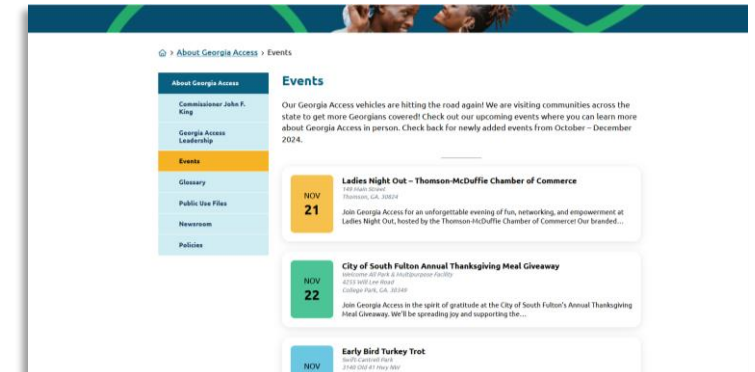 > About Georgia Access > Events
About Georgia Access
Commissioner John F.
King
Georgia Access
Leadership
Events
Glossary
Public Use Files
Newsroom
Policies
Events
Our Georgia Access vehicles are hitting the road again! We are visiting communities across the
state to get more Georgians covered! Check out our upcoming events where you can learn more
about Georgia Access in person. Check back for newly added events from October – December
2024.
NOV
21
Ladies Night Out – Thomson-McDuffie Chamber of Commerce
149 Main Street
Thomson, GA. 30824
Join Georgia Access for an unforgettable evening of fun, networking, and empowerment at
Ladies Night Out, hosted by the Thomson-McDuffie Chamber of Commerce! Our branded…
NOV
22
City of South Fulton Annual Thanksgiving Meal Giveaway
Welcome All Park & Multipurpose Facility
4255 Will Lee Road
College Park, GA. 30349
Join Georgia Access in the spirit of gratitude at the City of South Fulton's Annual Thanksgiving
Meal Giveaway. We'll be spreading joy and supporting the…
NOV
Early Bird Turkey Trot
Swift-Cantrell Park
3140 Old 41 Hwy NW